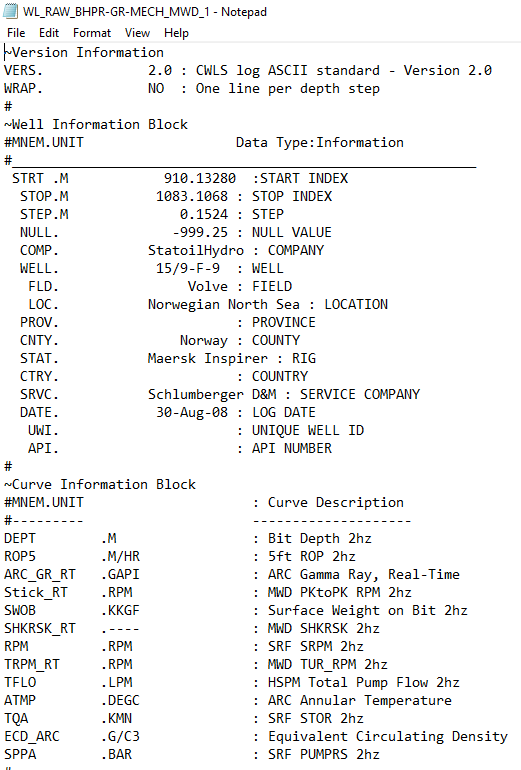 WL_RAW_BHPR-GR-MECH_MWD_1 - Notepad
File Edit Format View Help
~Version Information
VERS. 2.0 : CWLS log ASCII standard - Version 2.0
WRAP. NO : One line per depth step
#
~Well Information Block
#MNEM.UNIT Data Type:Information
#__________________________________________________________
STRT .M 910.13280 :START INDEX
STOP.M 1083.1068 : STOP INDEX
STEP.M 0.1524 : STEP
NULL. -999.25 : NULL VALUE
COMP. StatoilHydro : COMPANY
WELL. 15/9-F-9 : WELL
FLD. Volve : FIELD
LOC. Norwegian North Sea : LOCATION
PROV. : PROVINCE
CNTY. Norway : COUNTY
STAT. Maersk Inspirer : RIG
CTRY. : COUNTRY
SRVC. Schlumberger D&M : SERVICE COMPANY
DATE. 30-Aug-08 : LOG DATE
UWI. : UNIQUE WELL ID
API. : API NUMBER
#
~Curve Information Block
#MNEM.UNIT : Curve Description
#--------- --------------------
DEPT .M : Bit Depth 2hz
ROP5 .M/HR : 5ft ROP 2hz
ARC_GR_RT .GAPI : ARC Gamma Ray, Real-Time
Stick_RT .RPM : MWD PKtoPK RPM 2hz
SWOB .KKGF : Surface Weight on Bit 2hz
SHKRSK_RT .---- : MWD SHKRSK 2hz
RPM .RPM : SRF SRPM 2hz
TRPM_RT .RPM : MWD TUR_RPM 2hz
TFLO .LPM : HSPM Total Pump Flow 2hz
ATMP .DEGC : ARC Annular Temperature
TQA .KMN : SRF STOR 2hz
ECD_ARC .G/C3 : Equivalent Circulating Density
SPPA .BAR : SRF PUMPRS 2hz